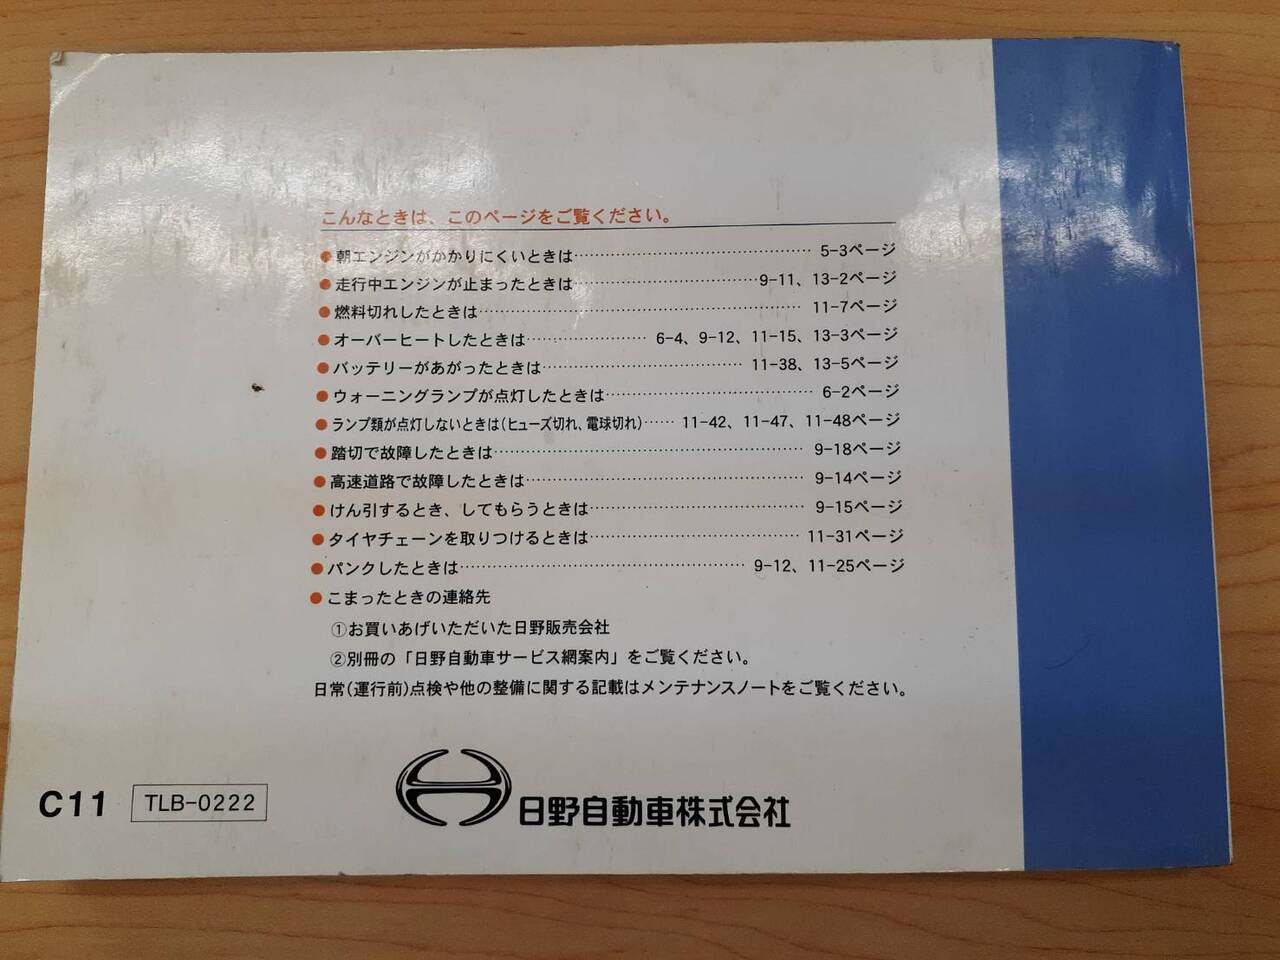 こんなときは、このページをご覧ください。
●朝エンジンがかかりにくいときは…………………………5-3ページ
●走行中エンジンが止まったときは…………………9-11、13-2ページ
●燃料切れしたときは…………………………………11-7ページ
●オーバーヒートしたときは……………6-4、9-12、11-15、13-3ページ
●バッテリーがあがったときは……………………11-38、13-5ページ
●ウォーニングランプが点灯したときは……………………6-2ページ
●ランプ類が点灯しないときは(ヒューズ切れ、電球切れ)……11-42、11-47、11-48ページ
●踏切で故障したときは…………………………………9-18ページ
●高速道路で故障したときは……………………………9-14ページ
●けん引するとき、してもらうときは……………………9-15ページ
●タイヤチェーンを取りつけるときは……………………11-31ページ
●パンクしたときは………………………………9-12、11-25ページ
●こまったときの連絡先
①お買いあげいただいた日野販売会社
②別冊の「日野自動車サービス網案内」をご覧ください。
日常(運行前)点検や他の整備に関する記載はメンテナンスノートをご覧ください。
C11 TLB-0222
日野自動車株式会社